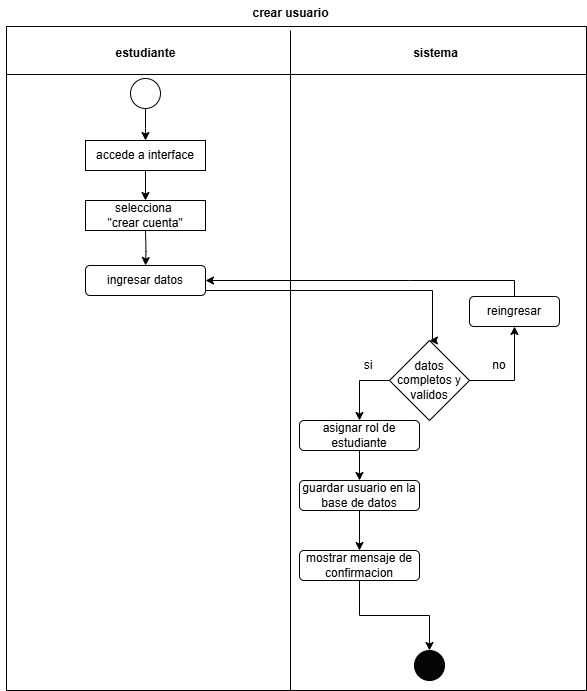 crear usuario
estudiante
sistema
accede a interface
selecciona
"crear cuenta"
ingresar datos
reingresar
si
datos
completos y
validos
no
asignar rol de
estudiante
guardar usuario en la
base de datos
mostrar mensaje de
confirmacion